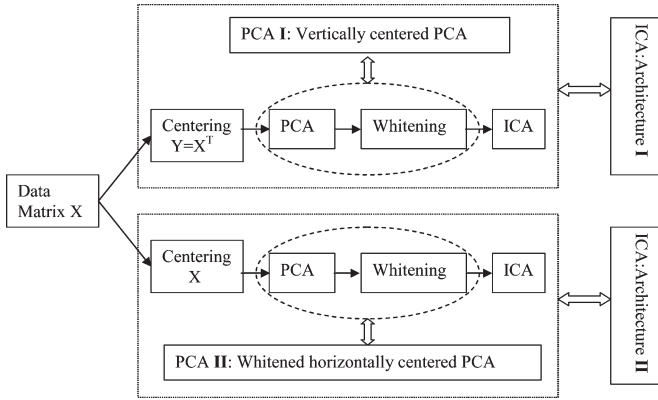 PCA I: Vertically centered PCA
Centering
Y=X^T
PCA
Whitening
ICA
ICA:Architecture I
Data
Matrix X
Centering
X
PCA
Whitening
ICA
PCA II: Whitened horizontally centered PCA
ICA:Architecture II